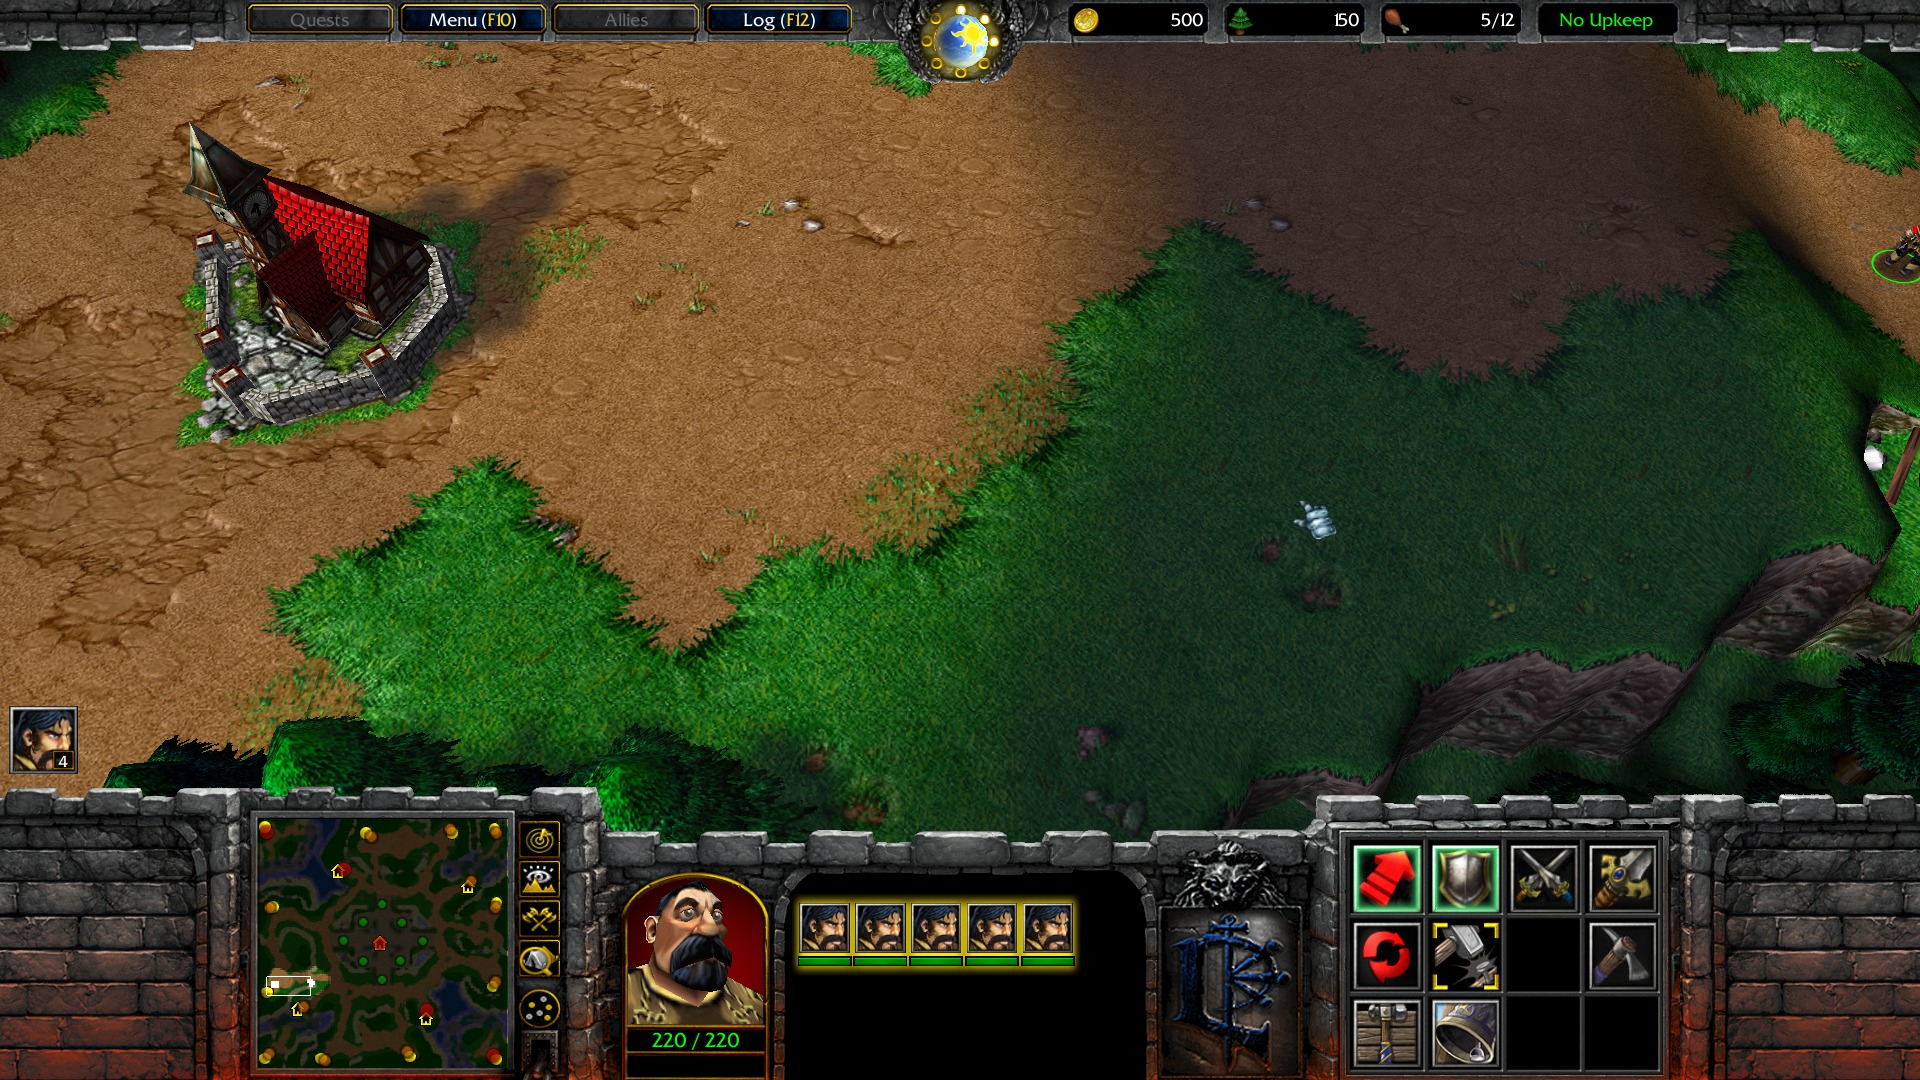 Quests
Menu (F10)
Allies
Log (F12)
500
150
5/12
No Upkeep
4
220 / 220